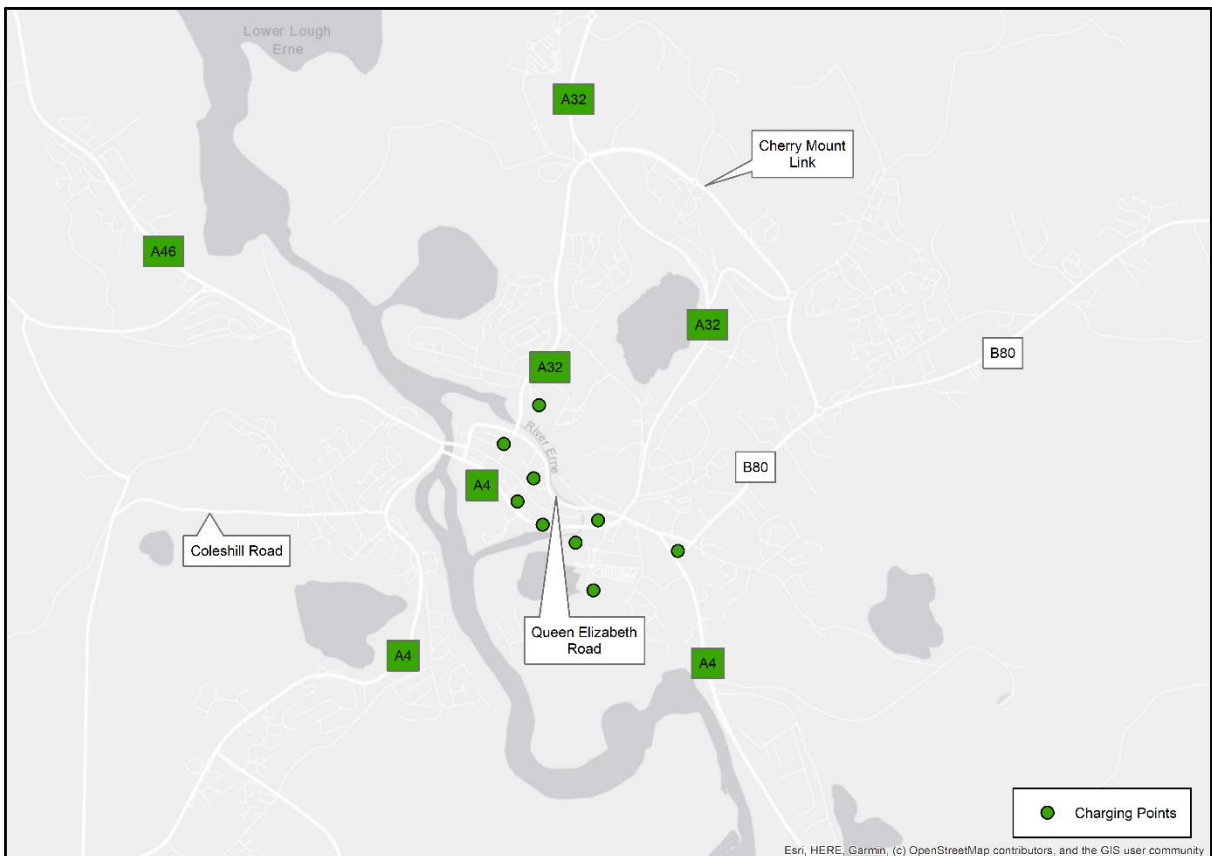 Lower Lough
Erne
A32
Cherry Mount
Link
A46
A32
B80
A32
River Erne
B80
A4
Coleshill Road
Queen Elizabeth
Road
A4
A4
Charging Points
Esri, HERE, Garmin, (c) OpenStreetMap contributors, and the GIS user community